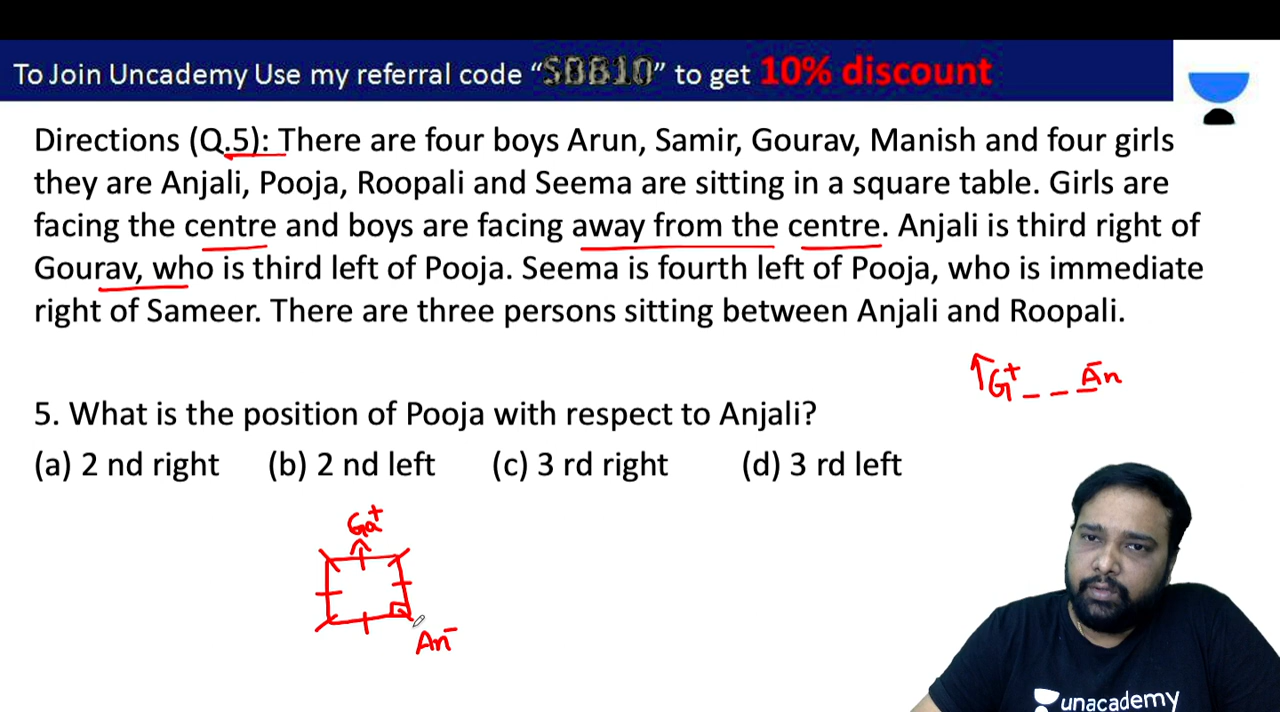 To Join Uncademy Use my referral code “SBB10” to get 10% discount
Directions (Q.5): There are four boys Arun, Samir, Gourav, Manish and four girls
they are Anjali, Pooja, Roopali and Seema are sitting in a square table. Girls are
facing the centre and boys are facing away from the centre. Anjali is third right of
Gourav, who is third left of Pooja. Seema is fourth left of Pooja, who is immediate
right of Sameer. There are three persons sitting between Anjali and Roopali.
G+ _ _ An
5. What is the position of Pooja with respect to Anjali?
(a) 2 nd right (b) 2 nd left (c) 3 rd right (d) 3 rd left
Ga+
An-
unacademy